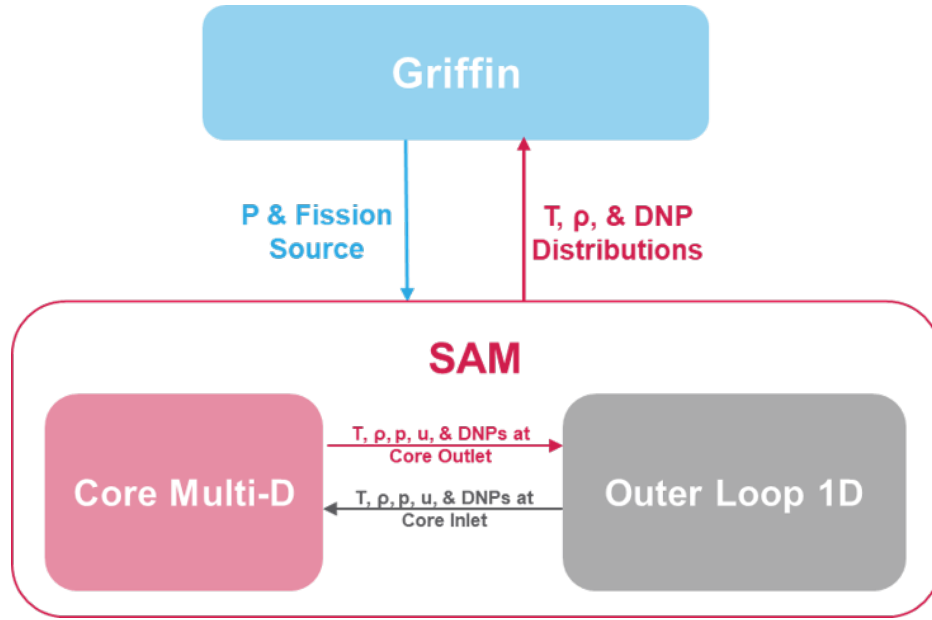 Griffin
P & Fission
Source
T, ρ, & DNP
Distributions
SAM
Core Multi-D
T, ρ, p, u, & DNPs at
Core Outlet
T, ρ, p, u, & DNPs at
Core Inlet
Outer Loop 1D